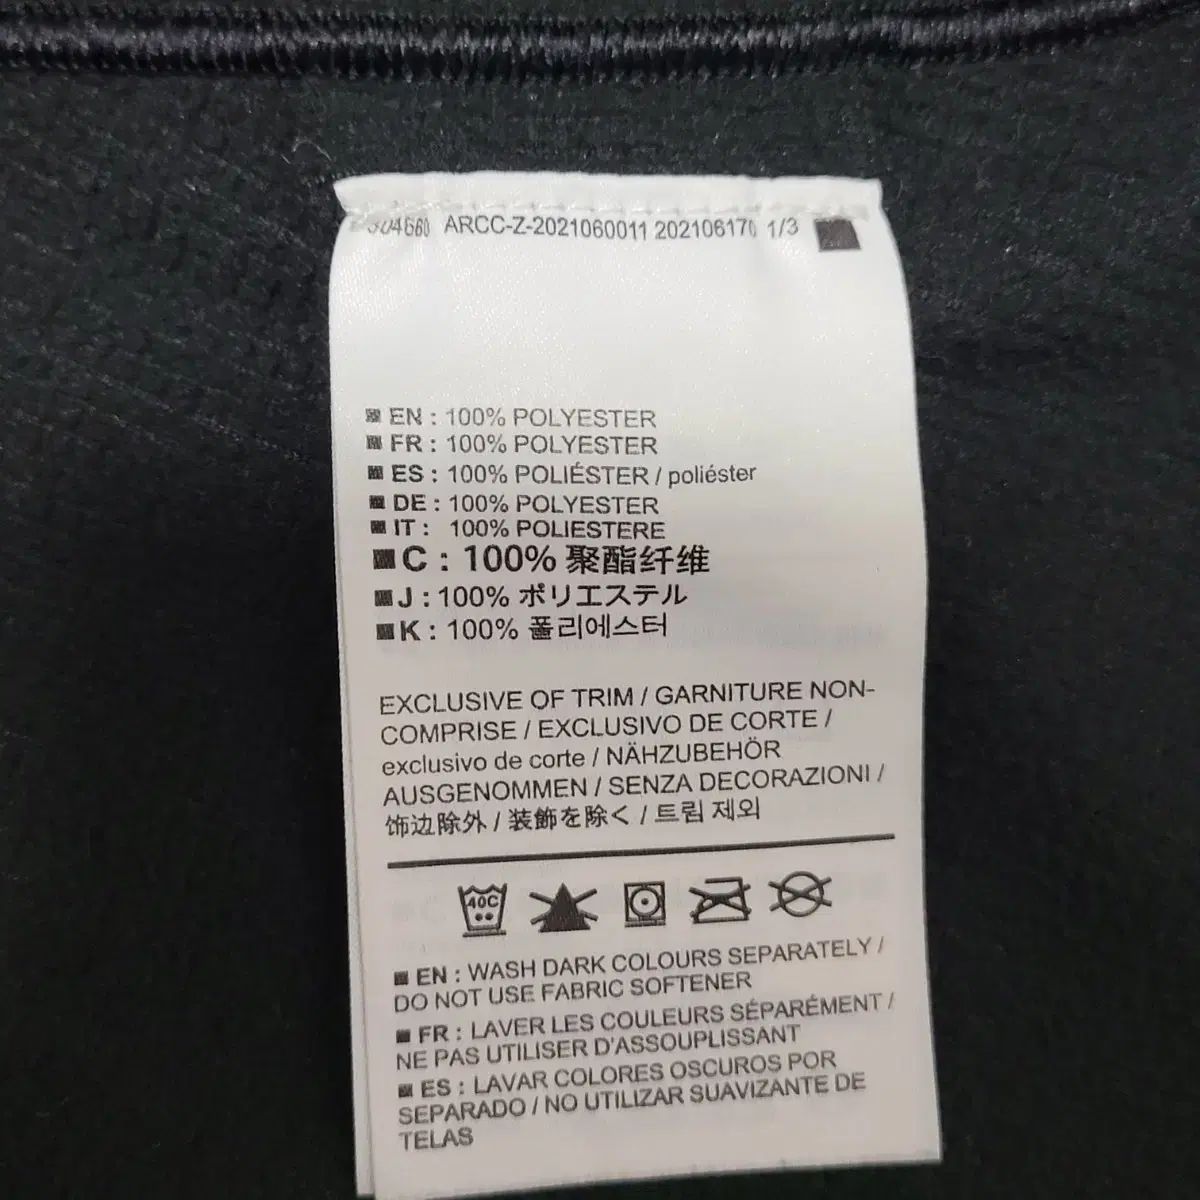 ARCC-Z-2021060011 202106170 1/3
EN : 100% POLYESTER
FR : 100% POLYESTER
ES : 100% POLIÉSTER / poliéster
DE : 100% POLYESTER
IT : 100% POLIESTERE
C : 100% 聚酯纤维
J : 100% ポリエステル
K : 100% 폴리에스터
EXCLUSIVE OF TRIM / GARNITURE NON-
COMPRISE / EXCLUSIVO DE CORTE /
exclusivo de corte / NÄHZUBEHÖR
AUSGENOMMEN / SENZA DECORAZIONI /
饰边除外 / 装飾を除く / 트림 제외
40C
EN : WASH DARK COLOURS SEPARATELY /
DO NOT USE FABRIC SOFTENER
FR : LAVER LES COULEURS SÉPARÉMENT /
NE PAS UTILISER D'ASSOUPLISSANT
ES : LAVAR COLORES OSCUROS POR
SEPARADO / NO UTILIZAR SUAVIZANTE DE
TELAS